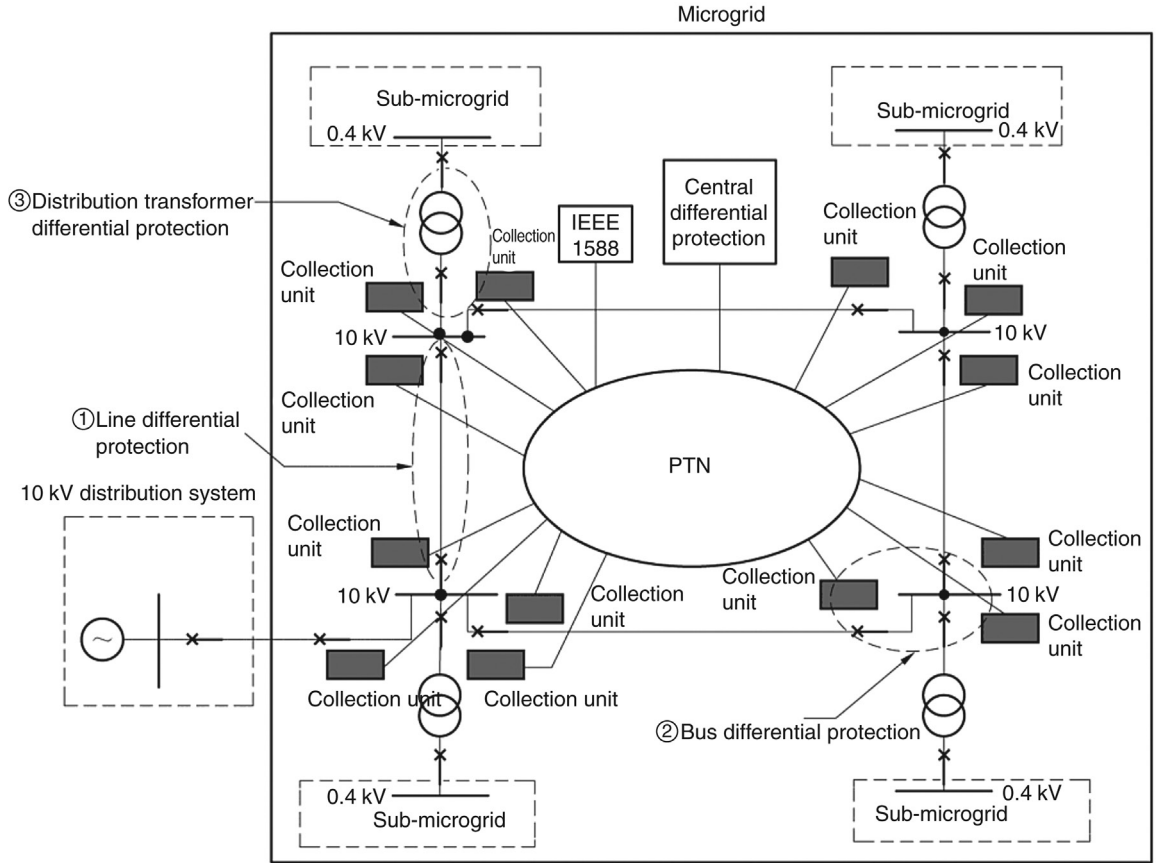 Microgrid
Sub-microgrid
0.4 kV
Sub-microgrid
0.4 kV
③Distribution transformer
differential protection
Collection
unit
Collection
unit
IEEE
1588
Central
differential
protection
Collection
unit
Collection
unit
10 kV
10 kV
Collection
unit
Collection
unit
①Line differential
protection
PTN
10 kV distribution system
Collection
unit
Collection
unit
10 kV
Collection
unit
Collection
unit
10 kV
Collection
unit
Collection unit
Collection unit
②Bus differential protection
0.4 kV
Sub-microgrid
0.4 kV
Sub-microgrid